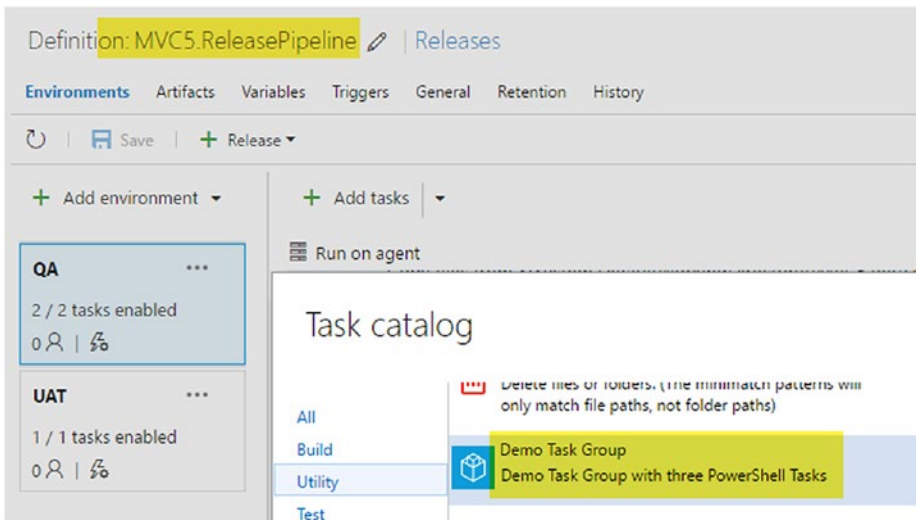 Definition: MVC5.ReleasePipeline | Releases
Environments Artifacts Variables Triggers General Retention History
Save | + Release
+ Add environment
+ Add tasks
Run on agent
QA ...
2 / 2 tasks enabled
0
UAT ...
1 / 1 tasks enabled
0
Task catalog
All
Build
Utility
Test
Delete files or folders. (The minimatch patterns will
only match file paths, not folder paths)
Demo Task Group
Demo Task Group with three PowerShell Tasks